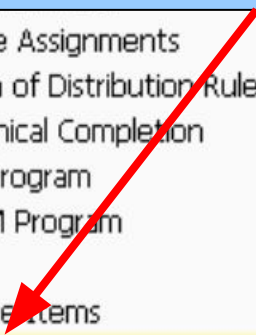 e Assignments
n of Distribution Rule
nical Completion
rogram
M Program
e Items